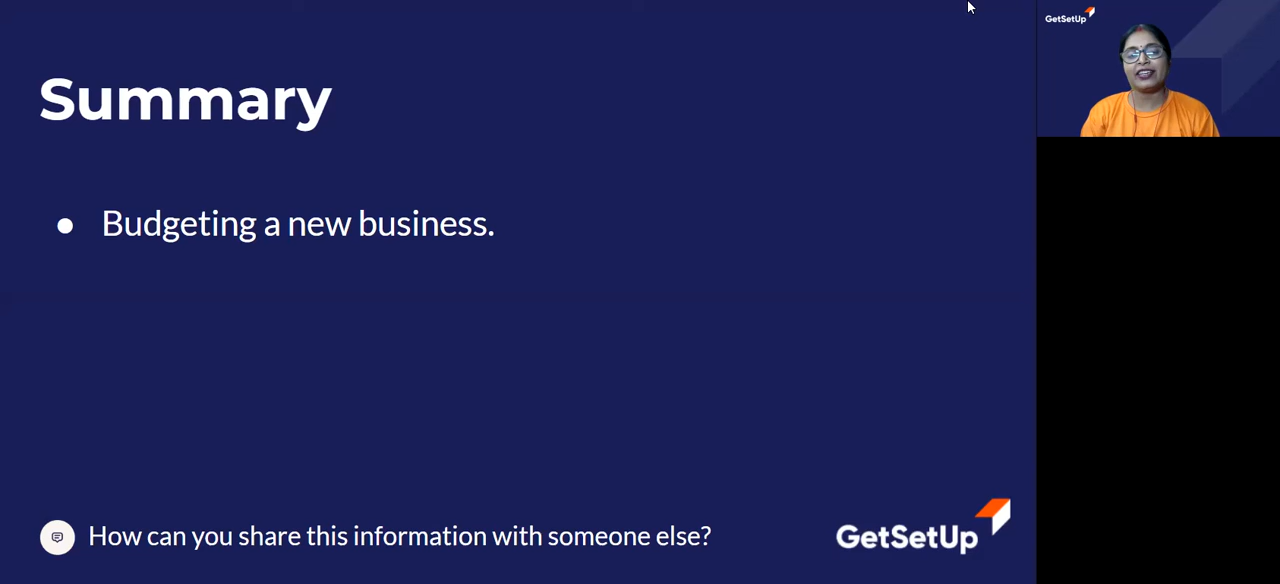 Summary
● Budgeting a new business.
How can you share this information with someone else?
GetSetUp
GetSetUp